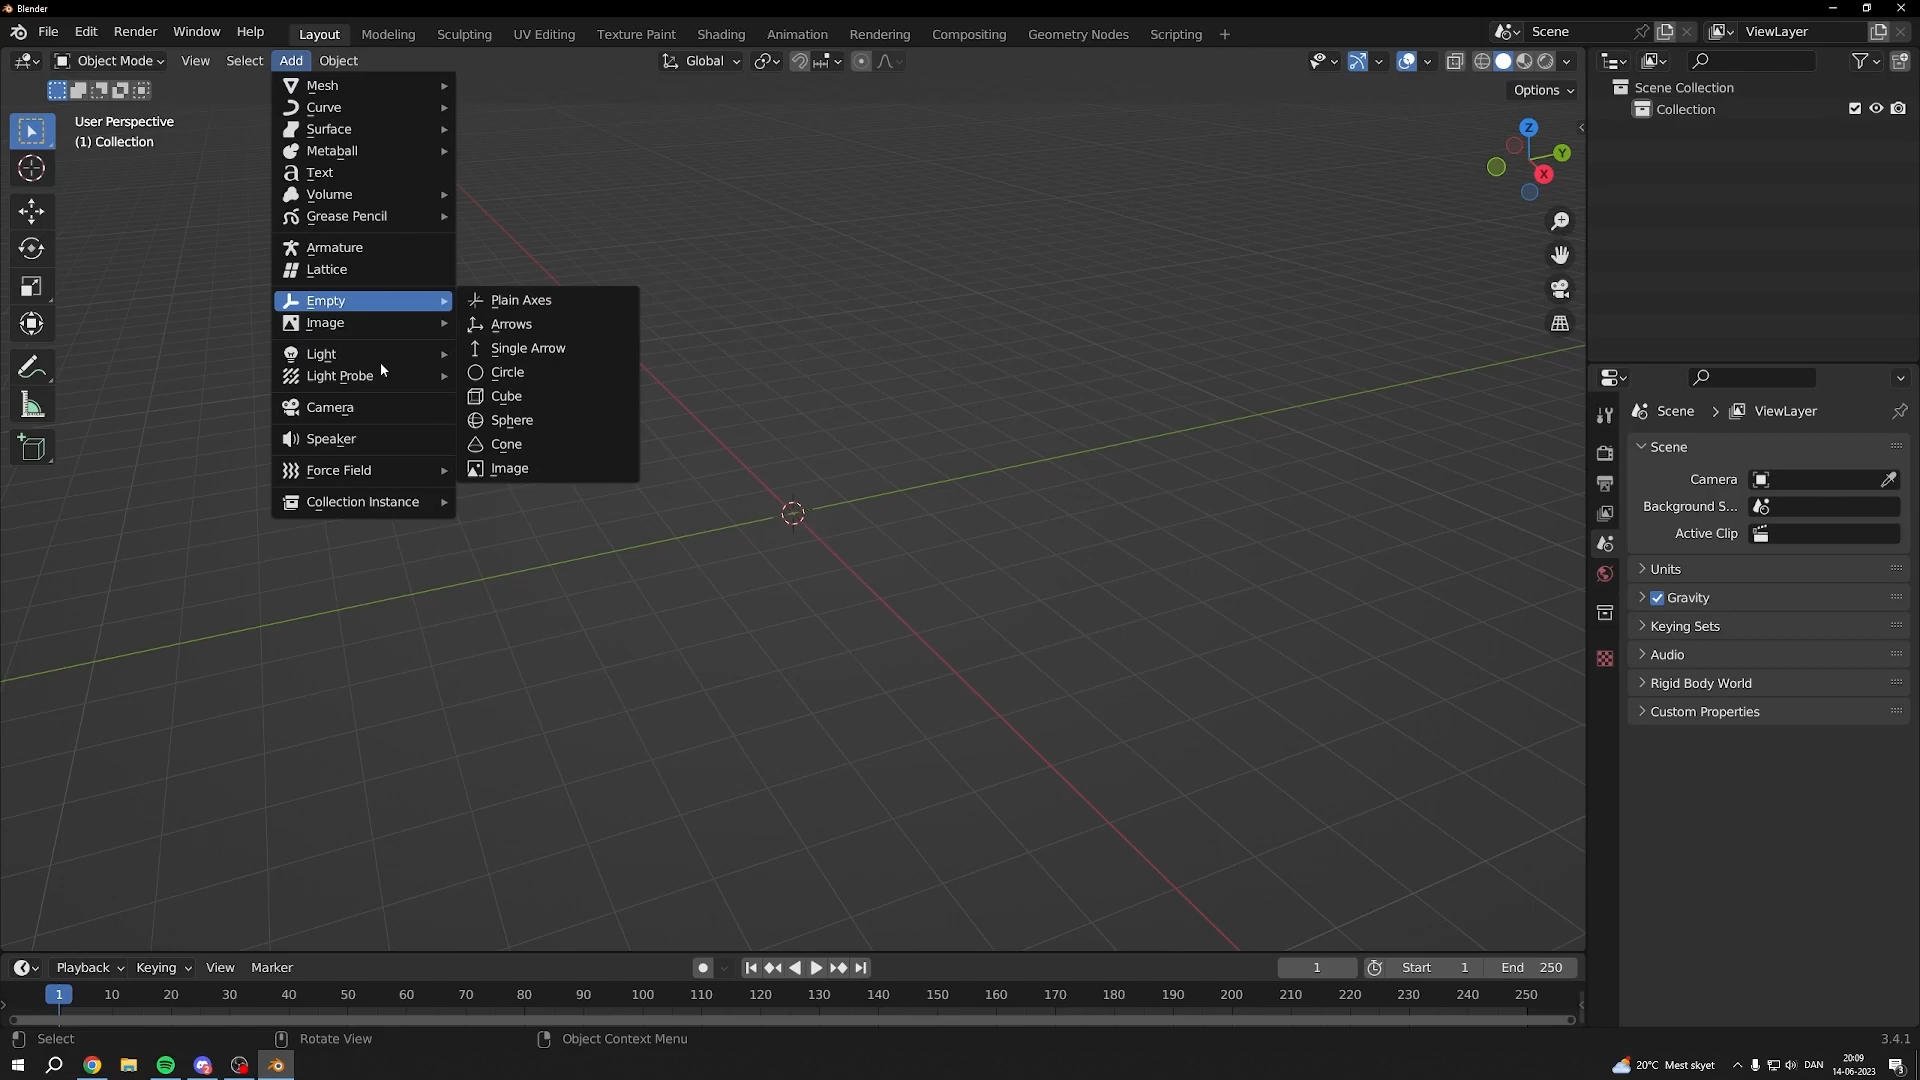 Blender
File Edit Render Window Help
Layout Modeling Sculpting UV Editing Texture Paint Shading Animation Rendering Compositing Geometry Nodes Scripting +
Scene
ViewLayer
Object Mode View Select Add Object
Global
Options
User Perspective
(1) Collection
Mesh
Curve
Surface
Metaball
Text
Volume
Grease Pencil
Armature
Lattice
Empty
Image
Light
Light Probe
Camera
Speaker
Force Field
Collection Instance
Plain Axes
Arrows
Single Arrow
Circle
Cube
Sphere
Cone
Image
Z
Y
X
Scene Collection
Collection
Scene > ViewLayer
Scene
Camera
Background S...
Active Clip
Units
Gravity
Keying Sets
Audio
Rigid Body World
Custom Properties
Playback Keying View Marker
1 Start 1 End 250
1 10 20 30 40 50 60 70 80 90 100 110 120 130 140 150 160 170 180 190 200 210 220 230 240 250
Select Rotate View Object Context Menu 3.4.1
20°C Mest skyet DAN
20:09
14-06-2023
3